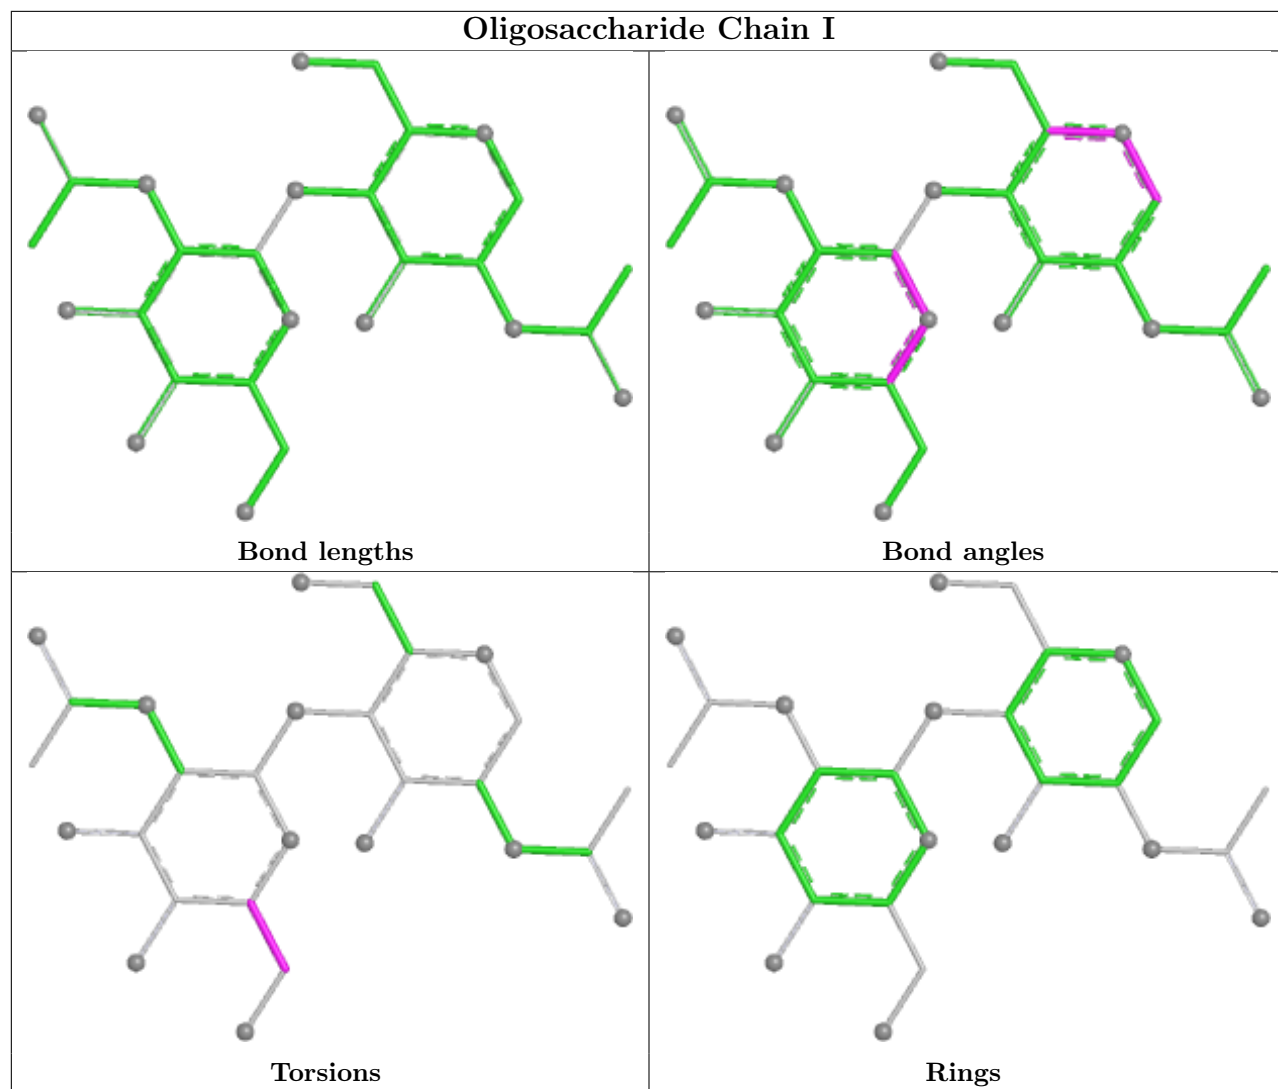 Oligosaccharide Chain I
Bond lengths
Bond angles
Torsions
Rings